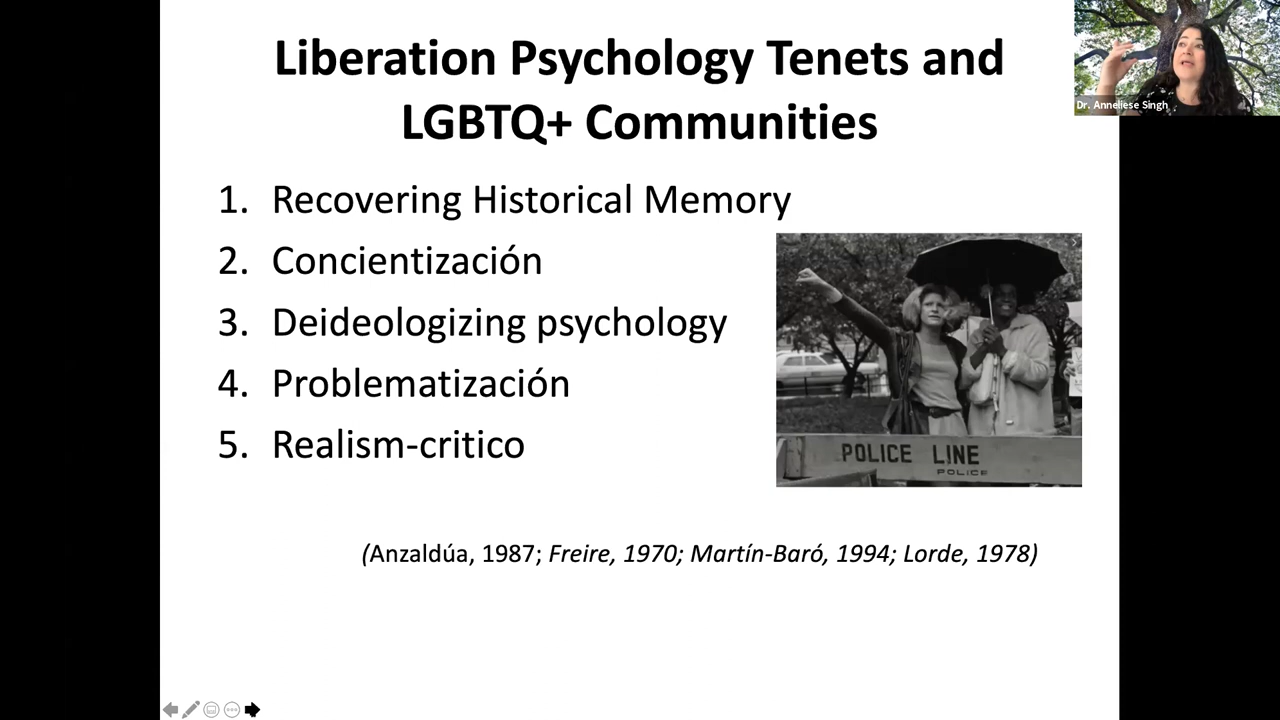 Liberation Psychology Tenets and
LGBTQ+ Communities
Dr. Anneliese Singh
1. Recovering Historical Memory
2. Concientización
3. Deideologizing psychology
4. Problematización
5. Realism-critico
POLICE LINE
POLICE
(Anzaldúa, 1987; Freire, 1970; Martín-Baró, 1994; Lorde, 1978)